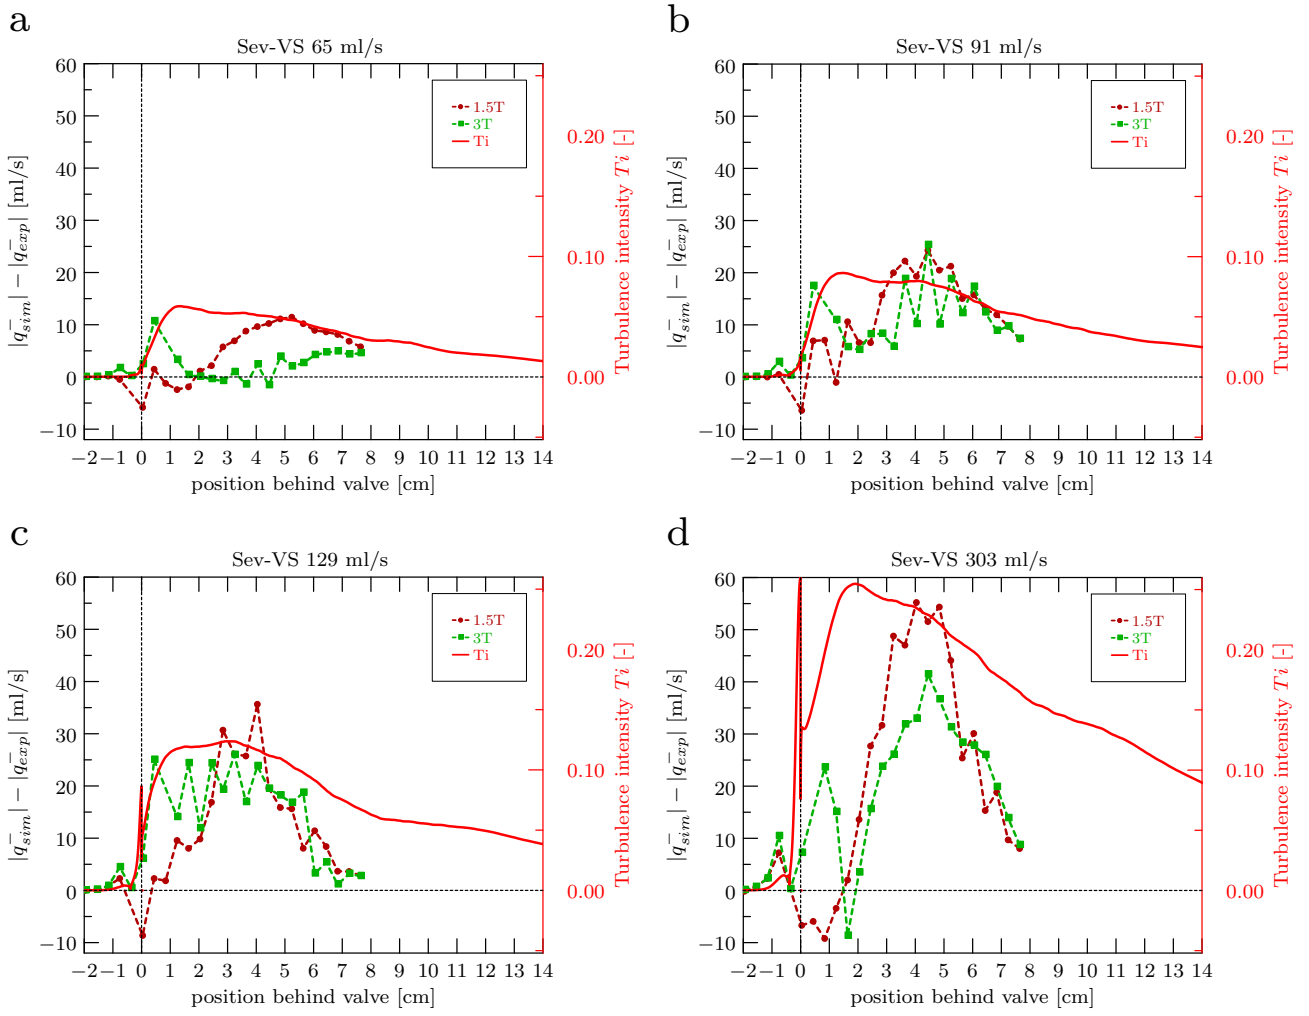 a
Sev-VS 65 ml/s
60
50
40
30
20
10
0
−10
|q‾sim| − |q‾exp| [ml/s]
1.5T
3T
Ti
0.20
0.10
0.00
Turbulence intensity Ti [-]
−2 −1 0 1 2 3 4 5 6 7 8 9 10 11 12 13 14
position behind valve [cm]
b
Sev-VS 91 ml/s
60
50
40
30
20
10
0
−10
|q‾sim| − |q‾exp| [ml/s]
1.5T
3T
Ti
0.20
0.10
0.00
Turbulence intensity Ti [-]
−2 −1 0 1 2 3 4 5 6 7 8 9 10 11 12 13 14
position behind valve [cm]
c
Sev-VS 129 ml/s
60
50
40
30
20
10
0
−10
|q‾sim| − |q‾exp| [ml/s]
1.5T
3T
Ti
0.20
0.10
0.00
Turbulence intensity Ti [-]
−2 −1 0 1 2 3 4 5 6 7 8 9 10 11 12 13 14
position behind valve [cm]
d
Sev-VS 303 ml/s
60
50
40
30
20
10
0
−10
|q‾sim| − |q‾exp| [ml/s]
1.5T
3T
Ti
0.20
0.10
0.00
Turbulence intensity Ti [-]
−2 −1 0 1 2 3 4 5 6 7 8 9 10 11 12 13 14
position behind valve [cm]